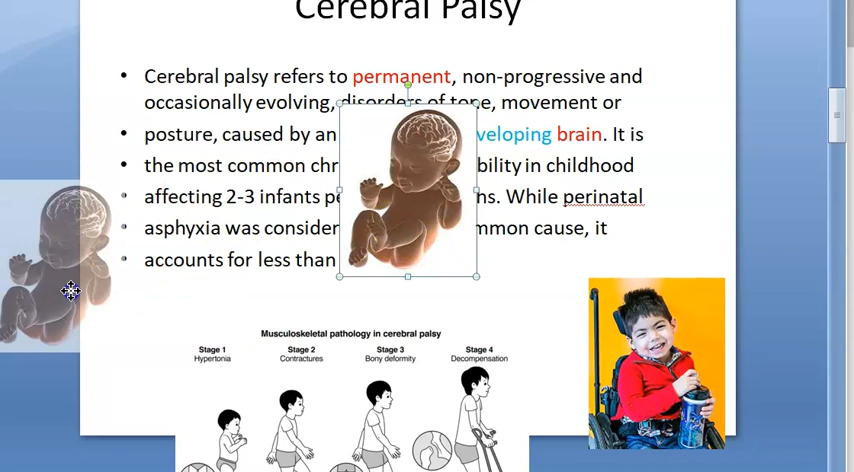 Cerebral Palsy
• Cerebral palsy refers to permanent, non-progressive and
occasionally evolving, disorders of tone, movement or
• posture, caused by an veloping brain. It is
• the most common chr bility in childhood
• affecting 2-3 infants pe ns. While perinatal
• asphyxia was consider mmon cause, it
• accounts for less than
Musculoskeletal pathology in cerebral palsy
Stage 1 Stage 2 Stage 3 Stage 4
Hypertonia Contractures Bony deformity Decompensation